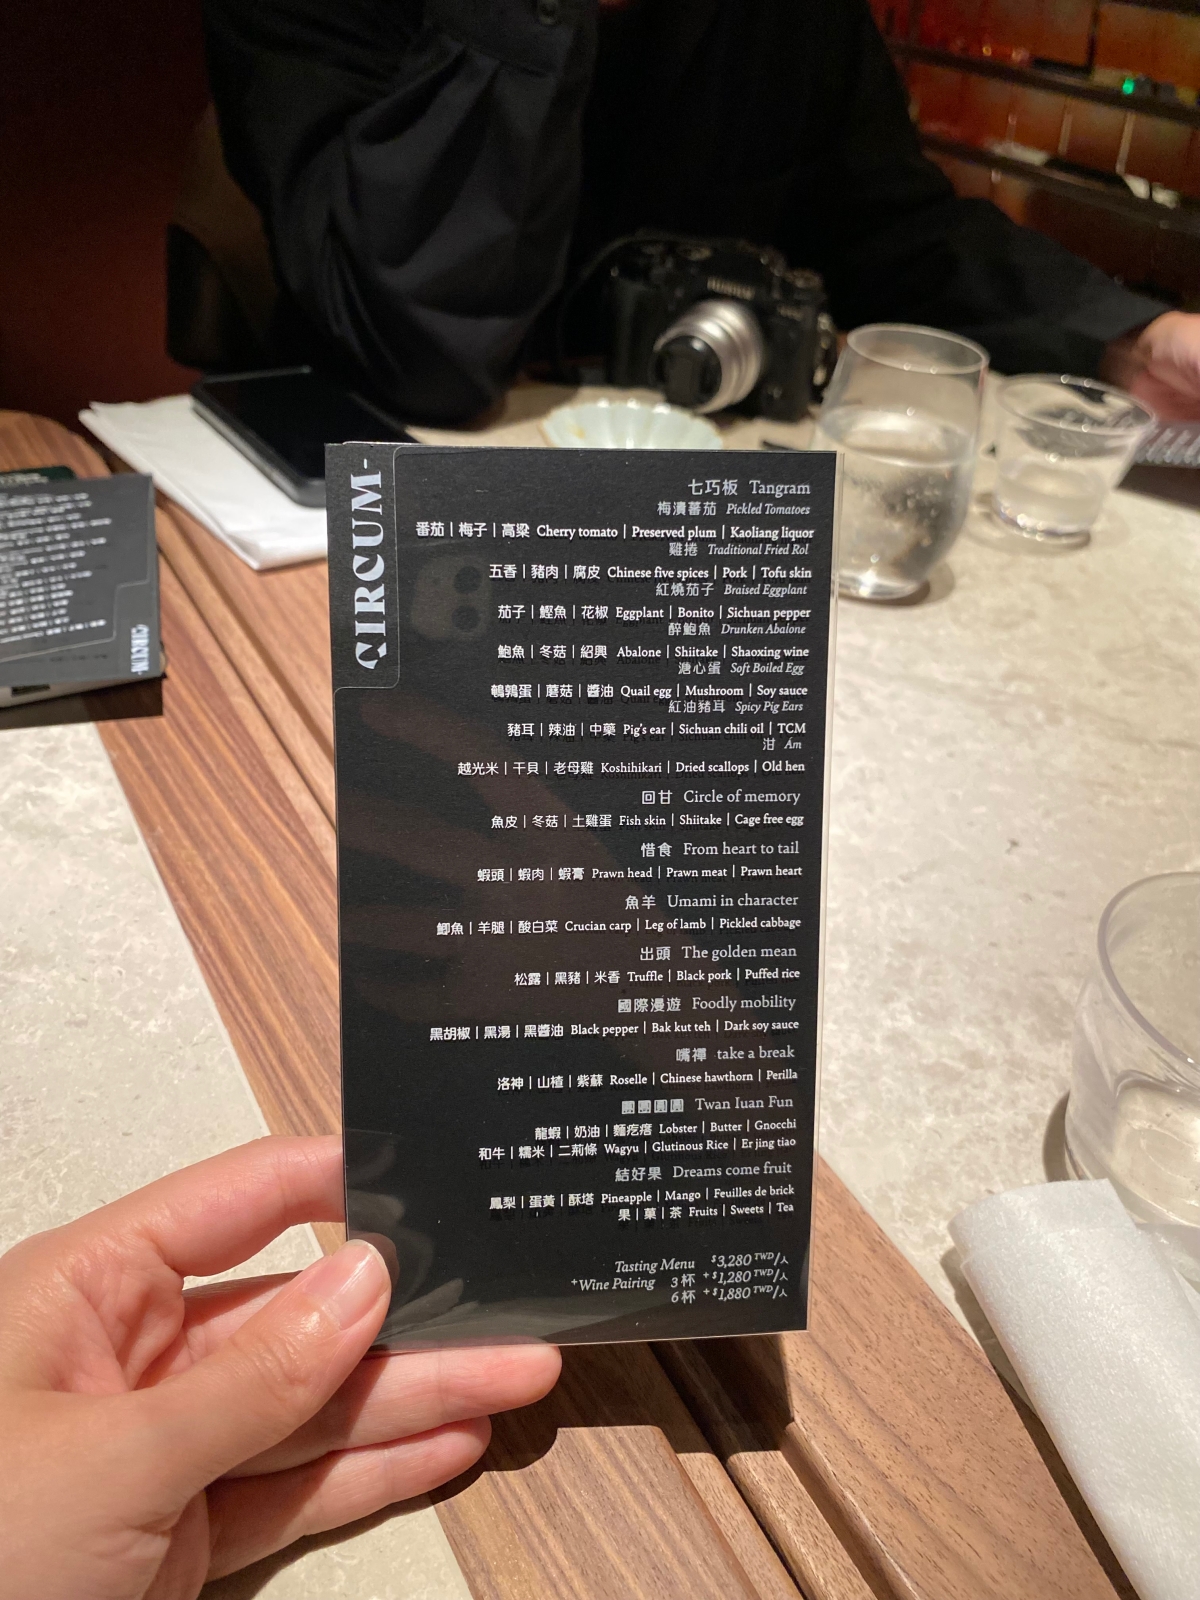 CIRCUM-
七巧板 Tangram
梅漬蕃茄 Pickled Tomatoes
番茄 | 梅子 | 高粱 Cherry tomato | Preserved plum | Kaoliang liquor
雞捲 Traditional Fried Rol
五香 | 豬肉 | 腐皮 Chinese five spices | Pork | Tofu skin
紅燒茄子 Braised Eggplant
茄子 | 鰹魚 | 花椒 Eggplant | Bonito | Sichuan pepper
醉鮑魚 Drunken Abalone
鮑魚 | 冬菇 | 紹興 Abalone | Shiitake | Shaoxing wine
溏心蛋 Soft Boiled Egg
鵪鶉蛋 | 蘑菇 | 醬油 Quail egg | Mushroom | Soy sauce
紅油豬耳 Spicy Pig Ears
豬耳 | 辣油 | 中藥 Pig's ear | Sichuan chili oil | TCM
泔 Ám
越光米 | 干貝 | 老母雞 Koshihikari | Dried scallops | Old hen
回甘 Circle of memory
魚皮 | 冬菇 | 土雞蛋 Fish skin | Shiitake | Cage free egg
惜食 From heart to tail
蝦頭 | 蝦肉 | 蝦膏 Prawn head | Prawn meat | Prawn heart
魚羊 Umami in character
鯽魚 | 羊腿 | 酸白菜 Crucian carp | Leg of lamb | Pickled cabbage
出頭 The golden mean
松露 | 黑豬 | 米香 Truffle | Black pork | Puffed rice
國際漫遊 Foodly mobility
黑胡椒 | 黑湯 | 黑醬油 Black pepper | Bak kut teh | Dark soy sauce
嘴禪 take a break
洛神 | 山楂 | 紫蘇 Roselle | Chinese hawthorn | Perilla
團團圓圓 Twan Iuan Fun
龍蝦 | 奶油 | 麵疙瘩 Lobster | Butter | Gnocchi
和牛 | 糯米 | 二荊條 Wagyu | Glutinous Rice | Er jing tiao
結好果 Dreams come fruit
鳳梨 | 蛋黃 | 酥塔 Pineapple | Mango | Feuilles de brick
果 | 菓 | 茶 Fruits | Sweets | Tea
Tasting Menu $3,280 TWD/人
+Wine Pairing 3杯 +$1,280 TWD/人
6杯 +$1,880 TWD/人
CIRCUM-